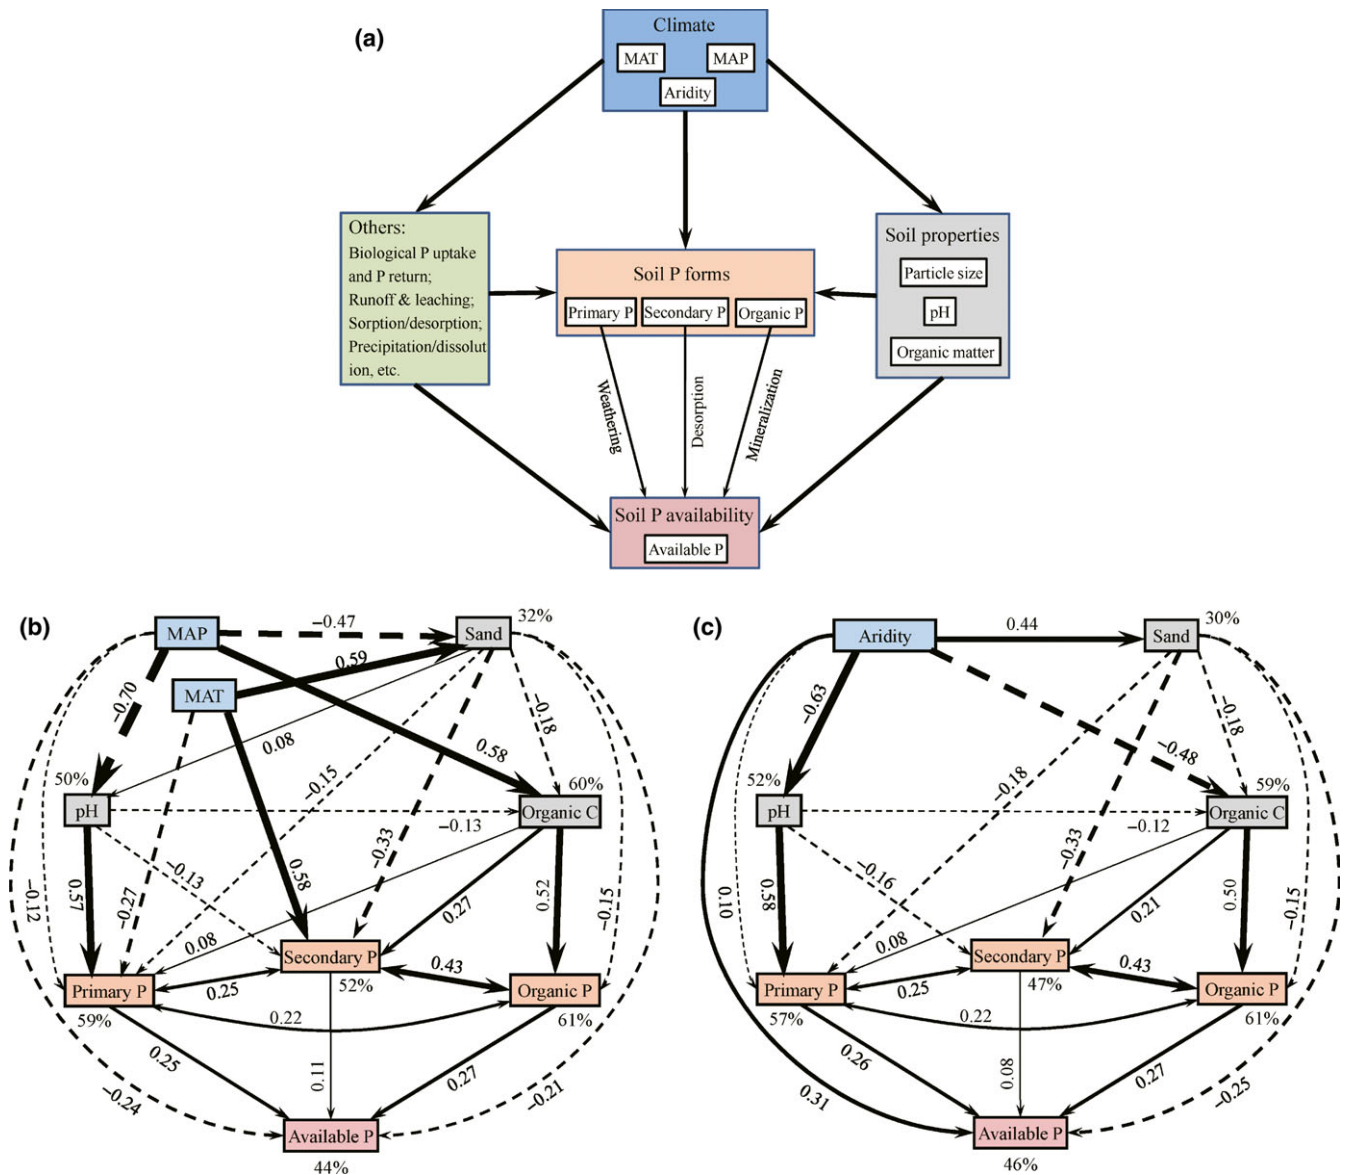 (a)
Climate
MAT
MAP
Aridity
Others:
Biological P uptake
and P return;
Runoff & leaching;
Sorption/desorption;
Precipitation/dissolut
ion, etc.
Soil P forms
Primary P
Secondary P
Organic P
Soil properties
Particle size
pH
Organic matter
Weathering
Desorption
Mineralization
Soil P availability
Available P
(b)
MAP
−0.47
Sand
32%
MAT
0.59
−0.70
0.08
0.58
−0.18
−0.15
50%
pH
60%
Organic C
−0.13
−0.33
−0.13
0.57
−0.27
−0.12
0.58
0.27
0.52
−0.15
0.08
Secondary P
52%
0.43
Primary P
59%
0.25
Organic P
61%
0.22
0.25
0.11
0.27
−0.24
−0.21
Available P
44%
(c)
Aridity
0.44
Sand
30%
−0.63
−0.18
−0.48
−0.18
52%
pH
59%
Organic C
−0.12
−0.33
−0.16
0.58
0.10
0.21
0.50
−0.15
0.08
Secondary P
47%
0.43
Primary P
57%
0.25
Organic P
61%
0.22
0.26
0.08
0.27
0.31
−0.25
Available P
46%